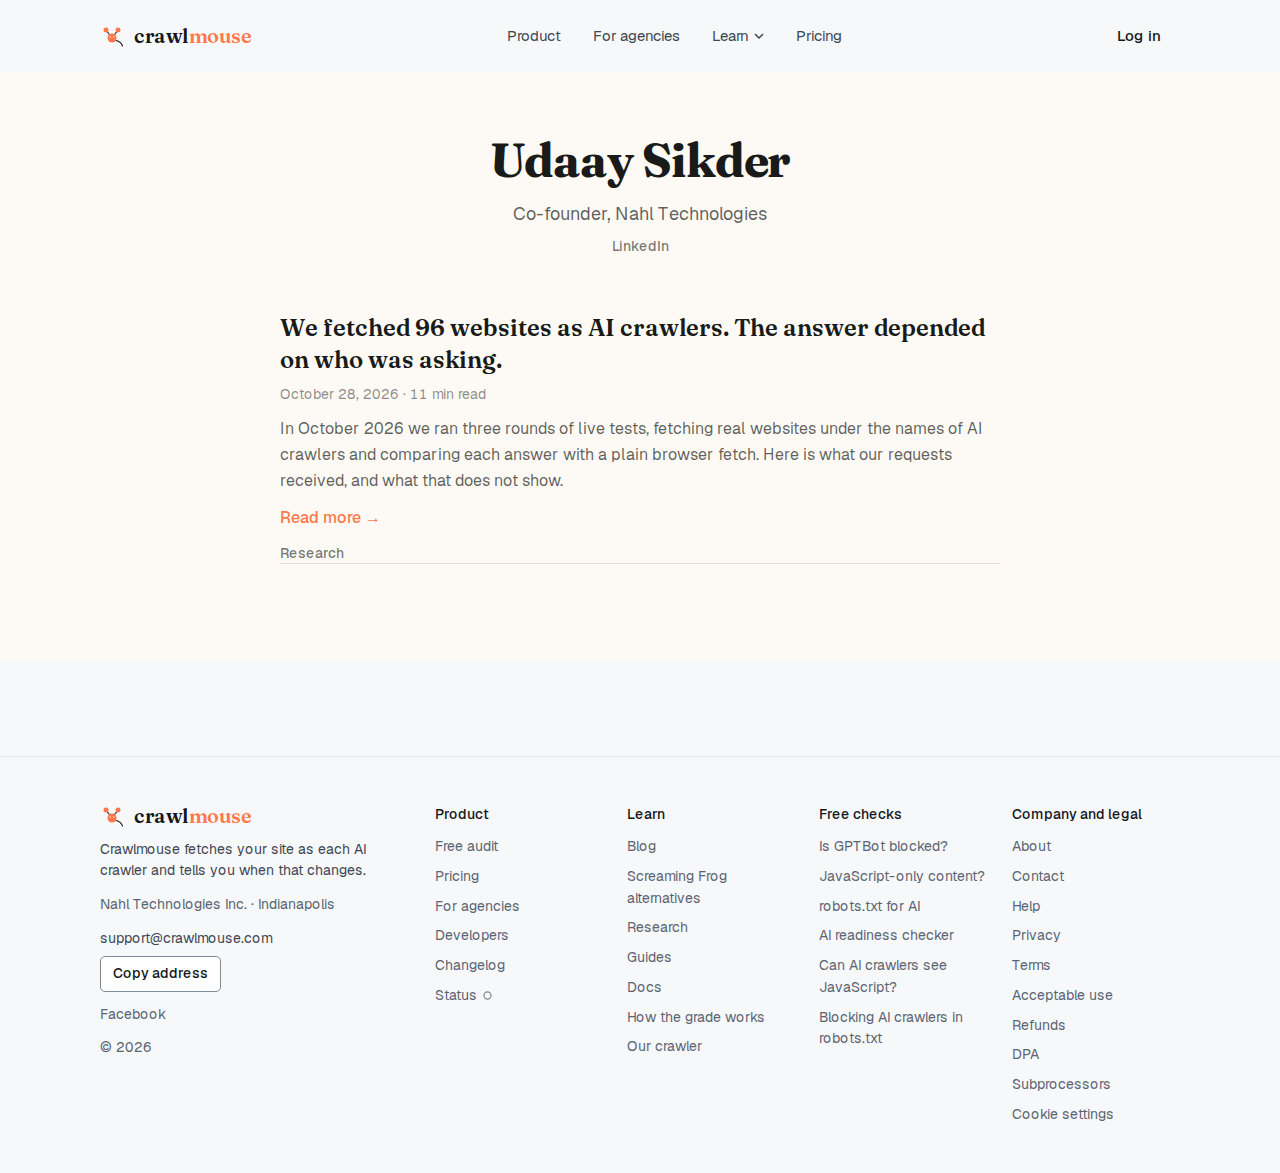 crawlmouse
Product
For agencies
Learn
Pricing
Log in
Udaay Sikder
Co-founder, Nahl Technologies
LinkedIn
We fetched 96 websites as AI crawlers. The answer depended
on who was asking.
October 28, 2026 · 11 min read
In October 2026 we ran three rounds of live tests, fetching real websites under the names of AI
crawlers and comparing each answer with a plain browser fetch. Here is what our requests
received, and what that does not show.
Read more →
Research
crawlmouse
Crawlmouse fetches your site as each AI
crawler and tells you when that changes.
Nahl Technologies Inc. · Indianapolis
support@crawlmouse.com
Copy address
Facebook
© 2026
Product
Free audit
Pricing
For agencies
Developers
Changelog
Status
Learn
Blog
Screaming Frog
alternatives
Research
Guides
Docs
How the grade works
Our crawler
Free checks
Is GPTBot blocked?
JavaScript-only content?
robots.txt for AI
AI readiness checker
Can AI crawlers see
JavaScript?
Blocking AI crawlers in
robots.txt
Company and legal
About
Contact
Help
Privacy
Terms
Acceptable use
Refunds
DPA
Subprocessors
Cookie settings